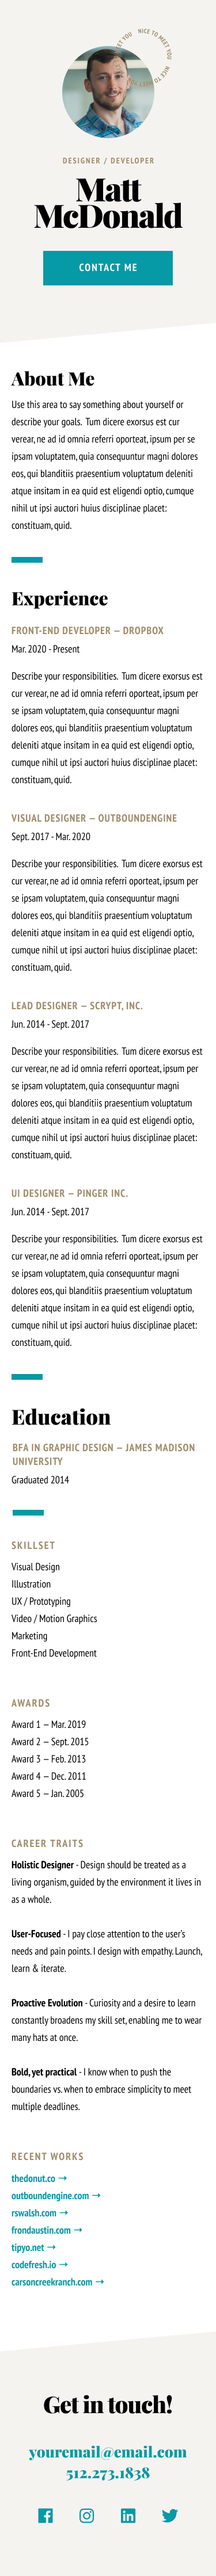 NICE TO MEET YOU
NICE TO MEET YOU
DESIGNER / DEVELOPER
Matt
McDonald
CONTACT ME
About Me
Use this area to say something about yourself or
describe your goals. Tum dicere exorsus est cur
verear, ne ad id omnia referri oporteat, ipsum per se
ipsam voluptatem, quia consequuntur magni dolores
eos, qui blanditiis praesentium voluptatum deleniti
atque insitam in ea quid est eligendi optio, cumque
nihil ut ipsi auctori huius disciplinae placet:
constituam, quid.
Experience
FRONT-END DEVELOPER — DROPBOX
Mar. 2020 - Present
Describe your responsibilities. Tum dicere exorsus est
cur verear, ne ad id omnia referri oporteat, ipsum per
se ipsam voluptatem, quia consequuntur magni
dolores eos, qui blanditiis praesentium voluptatum
deleniti atque insitam in ea quid est eligendi optio,
cumque nihil ut ipsi auctori huius disciplinae placet:
constituam, quid.
VISUAL DESIGNER — OUTBOUNDENGINE
Sept. 2017 - Mar. 2020
Describe your responsibilities. Tum dicere exorsus est
cur verear, ne ad id omnia referri oporteat, ipsum per
se ipsam voluptatem, quia consequuntur magni
dolores eos, qui blanditiis praesentium voluptatum
deleniti atque insitam in ea quid est eligendi optio,
cumque nihil ut ipsi auctori huius disciplinae placet:
constituam, quid.
LEAD DESIGNER — SCRYPT, INC.
Jun. 2014 - Sept. 2017
Describe your responsibilities. Tum dicere exorsus est
cur verear, ne ad id omnia referri oporteat, ipsum per
se ipsam voluptatem, quia consequuntur magni
dolores eos, qui blanditiis praesentium voluptatum
deleniti atque insitam in ea quid est eligendi optio,
cumque nihil ut ipsi auctori huius disciplinae placet:
constituam, quid.
UI DESIGNER — PINGER INC.
Jun. 2014 - Sept. 2017
Describe your responsibilities. Tum dicere exorsus est
cur verear, ne ad id omnia referri oporteat, ipsum per
se ipsam voluptatem, quia consequuntur magni
dolores eos, qui blanditiis praesentium voluptatum
deleniti atque insitam in ea quid est eligendi optio,
cumque nihil ut ipsi auctori huius disciplinae placet:
constituam, quid.
Education
BFA IN GRAPHIC DESIGN — JAMES MADISON
UNIVERSITY
Graduated 2014
SKILLSET
Visual Design
Illustration
UX / Prototyping
Video / Motion Graphics
Marketing
Front-End Development
AWARDS
Award 1 — Mar. 2019
Award 2 — Sept. 2015
Award 3 — Feb. 2013
Award 4 — Dec. 2011
Award 5 — Jan. 2005
CAREER TRAITS
Holistic Designer - Design should be treated as a
living organism, guided by the environment it lives in
as a whole.
User-Focused - I pay close attention to the user's
needs and pain points. I design with empathy. Launch,
learn & iterate.
Proactive Evolution - Curiosity and a desire to learn
constantly broadens my skill set, enabling me to wear
many hats at once.
Bold, yet practical - I know when to push the
boundaries vs. when to embrace simplicity to meet
multiple deadlines.
RECENT WORKS
thedonut.co →
outboundengine.com →
rswalsh.com →
frondaustin.com →
tipyo.net →
codefresh.io →
carsoncreekranch.com →
Get in touch!
youremail@email.com
512.273.1838